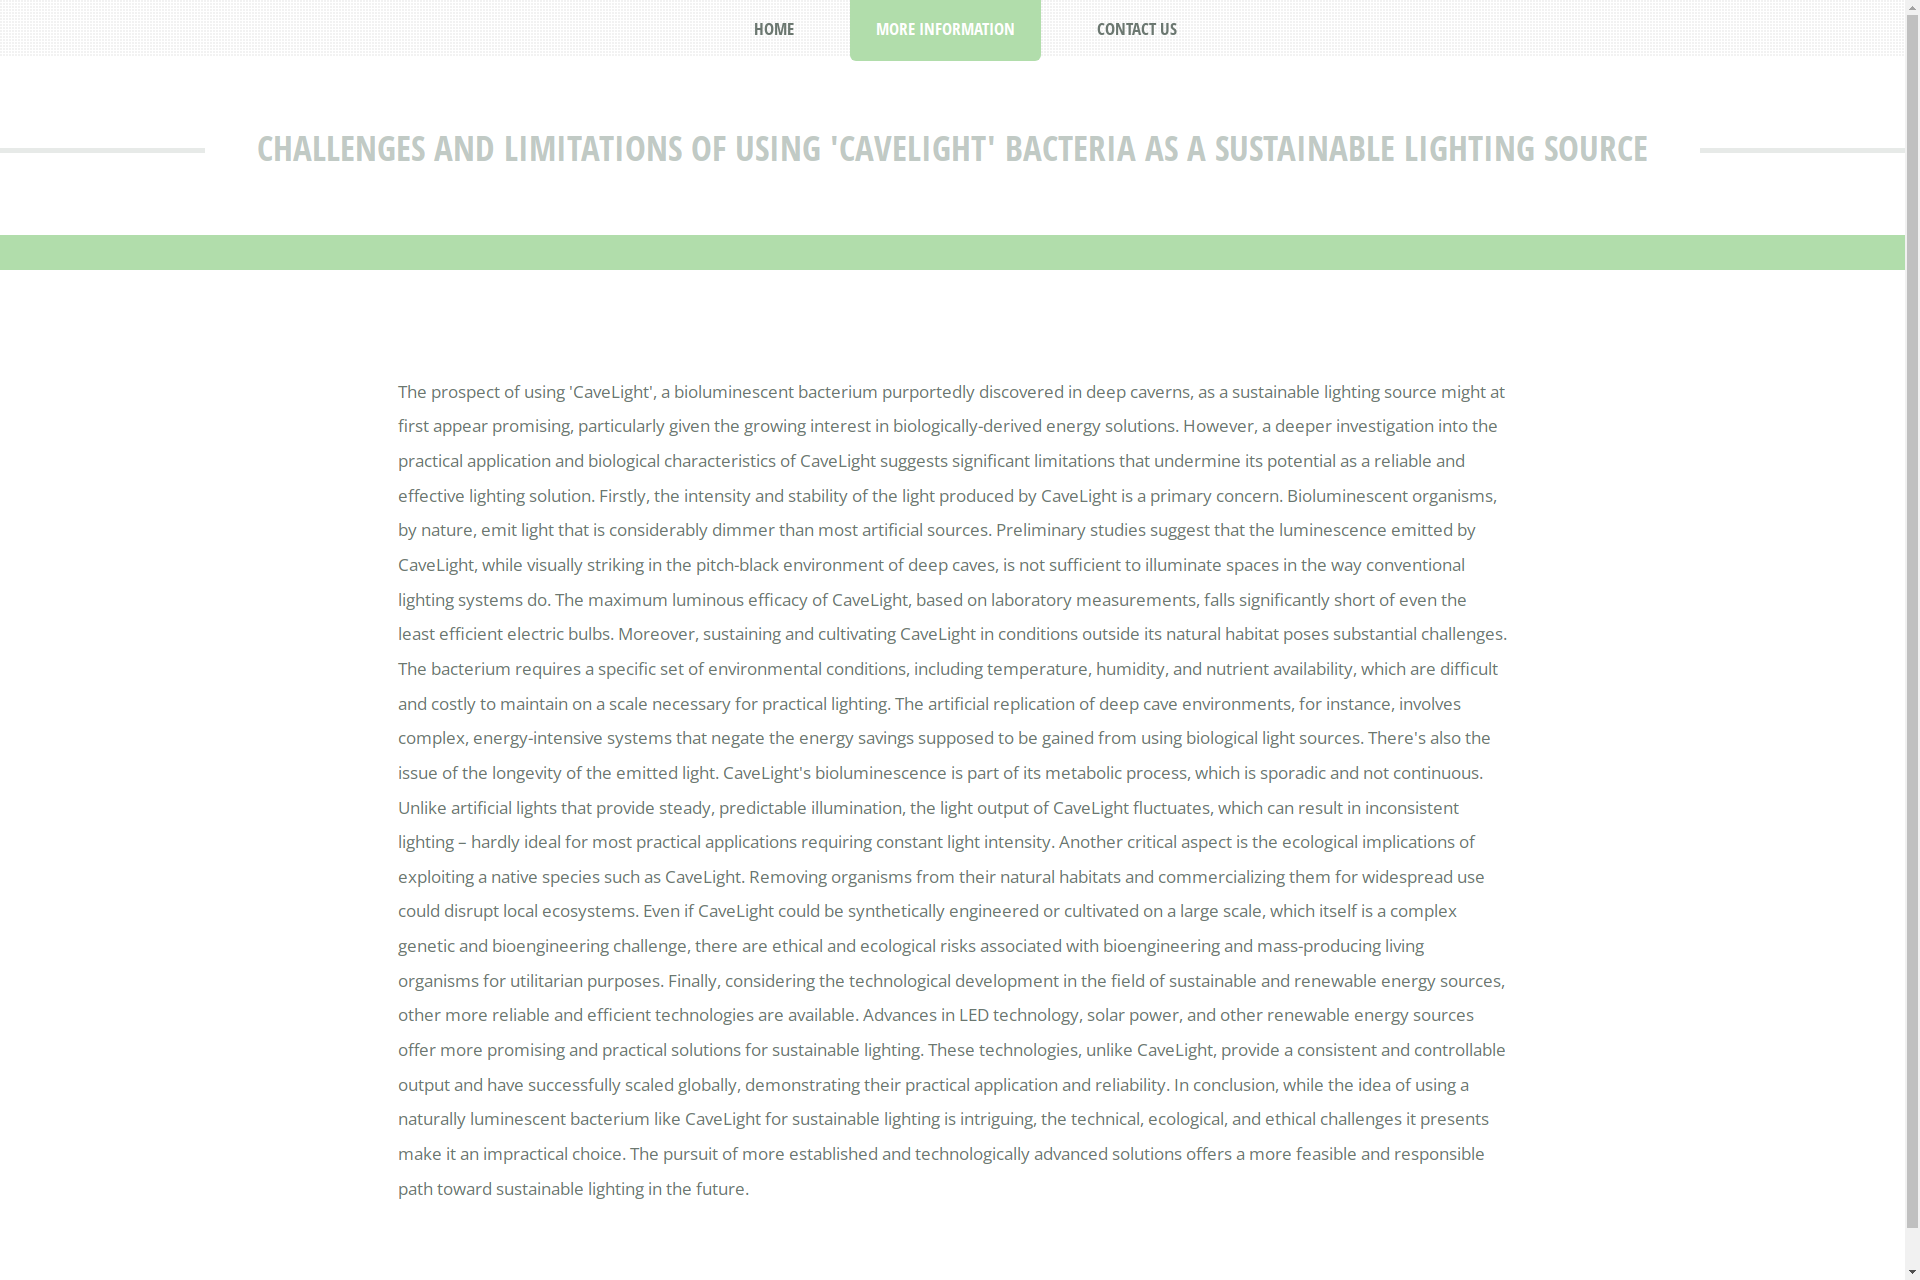 HOME
MORE INFORMATION
CONTACT US
CHALLENGES AND LIMITATIONS OF USING 'CAVELIGHT' BACTERIA AS A SUSTAINABLE LIGHTING SOURCE
The prospect of using 'CaveLight', a bioluminescent bacterium purportedly discovered in deep caverns, as a sustainable lighting source might at
first appear promising, particularly given the growing interest in biologically-derived energy solutions. However, a deeper investigation into the
practical application and biological characteristics of CaveLight suggests significant limitations that undermine its potential as a reliable and
effective lighting solution. Firstly, the intensity and stability of the light produced by CaveLight is a primary concern. Bioluminescent organisms,
by nature, emit light that is considerably dimmer than most artificial sources. Preliminary studies suggest that the luminescence emitted by
CaveLight, while visually striking in the pitch-black environment of deep caves, is not sufficient to illuminate spaces in the way conventional
lighting systems do. The maximum luminous efficacy of CaveLight, based on laboratory measurements, falls significantly short of even the
least efficient electric bulbs. Moreover, sustaining and cultivating CaveLight in conditions outside its natural habitat poses substantial challenges.
The bacterium requires a specific set of environmental conditions, including temperature, humidity, and nutrient availability, which are difficult
and costly to maintain on a scale necessary for practical lighting. The artificial replication of deep cave environments, for instance, involves
complex, energy-intensive systems that negate the energy savings supposed to be gained from using biological light sources. There's also the
issue of the longevity of the emitted light. CaveLight's bioluminescence is part of its metabolic process, which is sporadic and not continuous.
Unlike artificial lights that provide steady, predictable illumination, the light output of CaveLight fluctuates, which can result in inconsistent
lighting – hardly ideal for most practical applications requiring constant light intensity. Another critical aspect is the ecological implications of
exploiting a native species such as CaveLight. Removing organisms from their natural habitats and commercializing them for widespread use
could disrupt local ecosystems. Even if CaveLight could be synthetically engineered or cultivated on a large scale, which itself is a complex
genetic and bioengineering challenge, there are ethical and ecological risks associated with bioengineering and mass-producing living
organisms for utilitarian purposes. Finally, considering the technological development in the field of sustainable and renewable energy sources,
other more reliable and efficient technologies are available. Advances in LED technology, solar power, and other renewable energy sources
offer more promising and practical solutions for sustainable lighting. These technologies, unlike CaveLight, provide a consistent and controllable
output and have successfully scaled globally, demonstrating their practical application and reliability. In conclusion, while the idea of using a
naturally luminescent bacterium like CaveLight for sustainable lighting is intriguing, the technical, ecological, and ethical challenges it presents
make it an impractical choice. The pursuit of more established and technologically advanced solutions offers a more feasible and responsible
path toward sustainable lighting in the future.